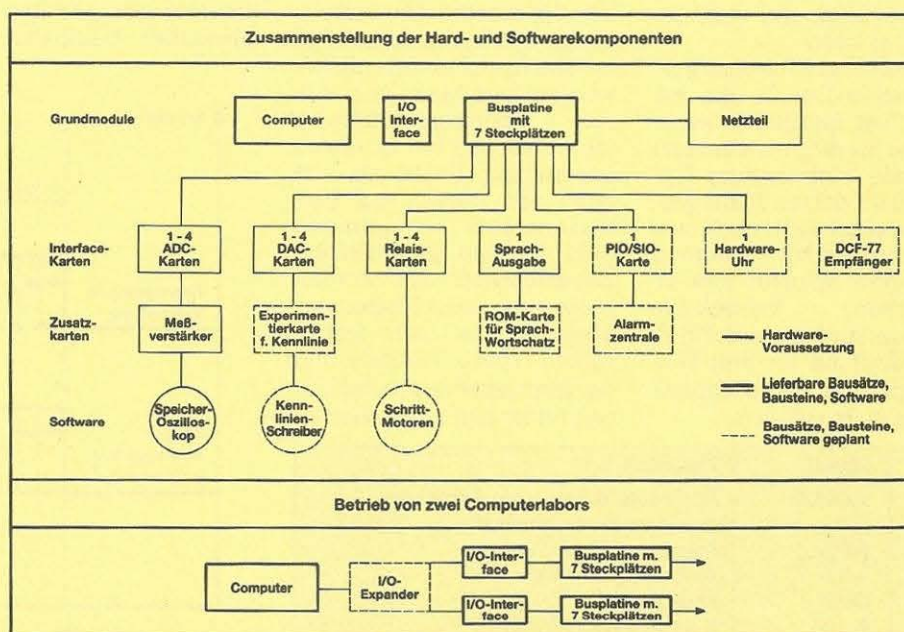 Zusammenstellung der Hard- und Softwarekomponenten
Grundmodule
Computer
I/O
Interface
Busplatine
mit
7 Steckplätzen
Netzteil
Interface-
Karten
1 - 4
ADC-
Karten
1 - 4
DAC-
Karten
1 - 4
Relais-
Karten
1
Sprach-
Ausgabe
1
PIO/SIO-
Karte
1
Hardware-
Uhr
1
DCF-77
Empfänger
Zusatz-
karten
Meß-
verstärker
Experimen-
tierkarte
f. Kennlinie
ROM-Karte
für Sprach-
Wortschatz
Alarm-
zentrale
Hardware-
Voraussetzung
Lieferbare Bausätze,
Bausteine, Software
Bausätze, Bausteine,
Software geplant
Software
Speicher-
Oszillos-
kop
Kenn-
linien-
Schreiber
Schritt-
Motoren
Betrieb von zwei Computerlabors
Computer
I/O-
Expander
I/O-Inter-
face
Busplatine m.
7 Steckplätzen
I/O-Inter-
face
Busplatine m.
7 Steckplätzen